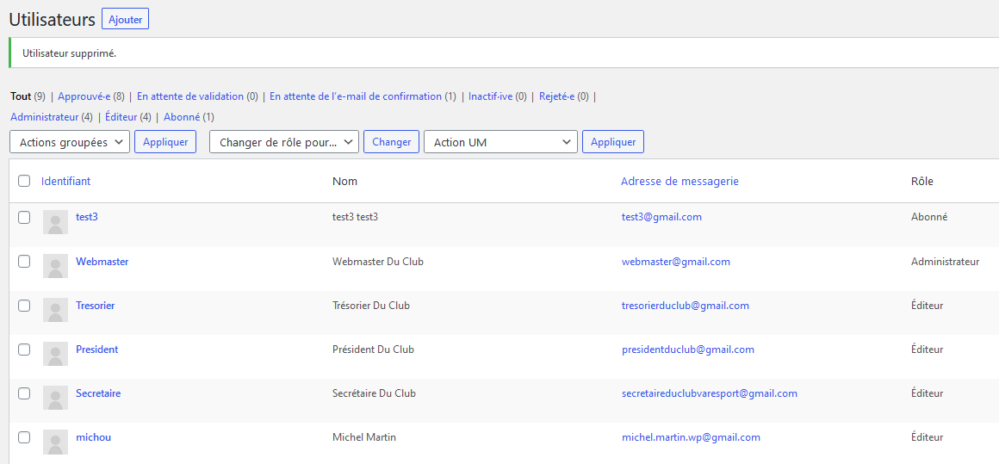 Utilisateurs Ajouter
Utilisateur supprimé.
Tout (9) | Approuvé·e (8) | En attente de validation (0) | En attente de l’e-mail de confirmation (1) | Inactif·ive (0) | Rejeté·e (0) |
Administrateur (4) | Éditeur (4) | Abonné (1)
Actions groupées Appliquer Changer de rôle pour... Changer Action UM Appliquer
Identifiant Nom Adresse de messagerie Rôle
test3 test3 test3 test3@gmail.com Abonné
Webmaster Webmaster Du Club webmaster@gmail.com Administrateur
Tresorier Trésorier Du Club tresorierduclub@gmail.com Éditeur
President Président Du Club presidentduclub@gmail.com Éditeur
Secretaire Secrétaire Du Club secretaireduclubvaresport@gmail.com Éditeur
michou Michel Martin michel.martin.wp@gmail.com Éditeur